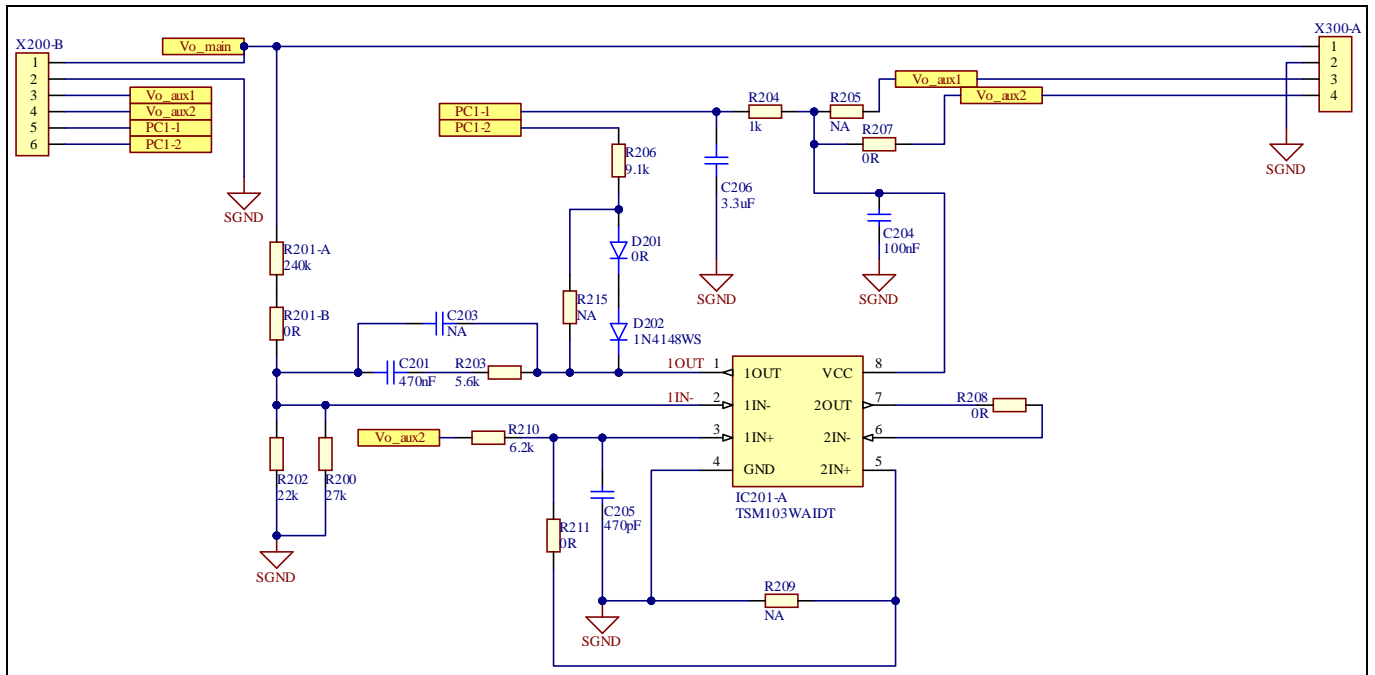 X200-B
1
2
3
4
5
6
Vo_main
Vo_aux1
Vo_aux2
PC1-1
PC1-2
SGND
X300-A
1
2
3
4
SGND
Vo_aux1
Vo_aux2
PC1-1
PC1-2
R204
1k
R205
NA
R207
0R
R206
9.1k
C206
3.3uF
SGND
C204
100nF
SGND
R201-A
240k
R201-B
0R
D201
0R
R215
NA
D202
1N4148WS
C203
NA
C201
470nF
R203
5.6k
1OUT
1
1OUT
VCC
8
1IN-
2
1IN-
2OUT
7
R208
0R
Vo_aux2
R210
6.2k
3
1IN+
2IN-
6
4
GND
2IN+
5
IC201-A
TSM103WAIDT
R202
22k
R200
27k
SGND
C205
470pF
R211
0R
R209
NA
SGND